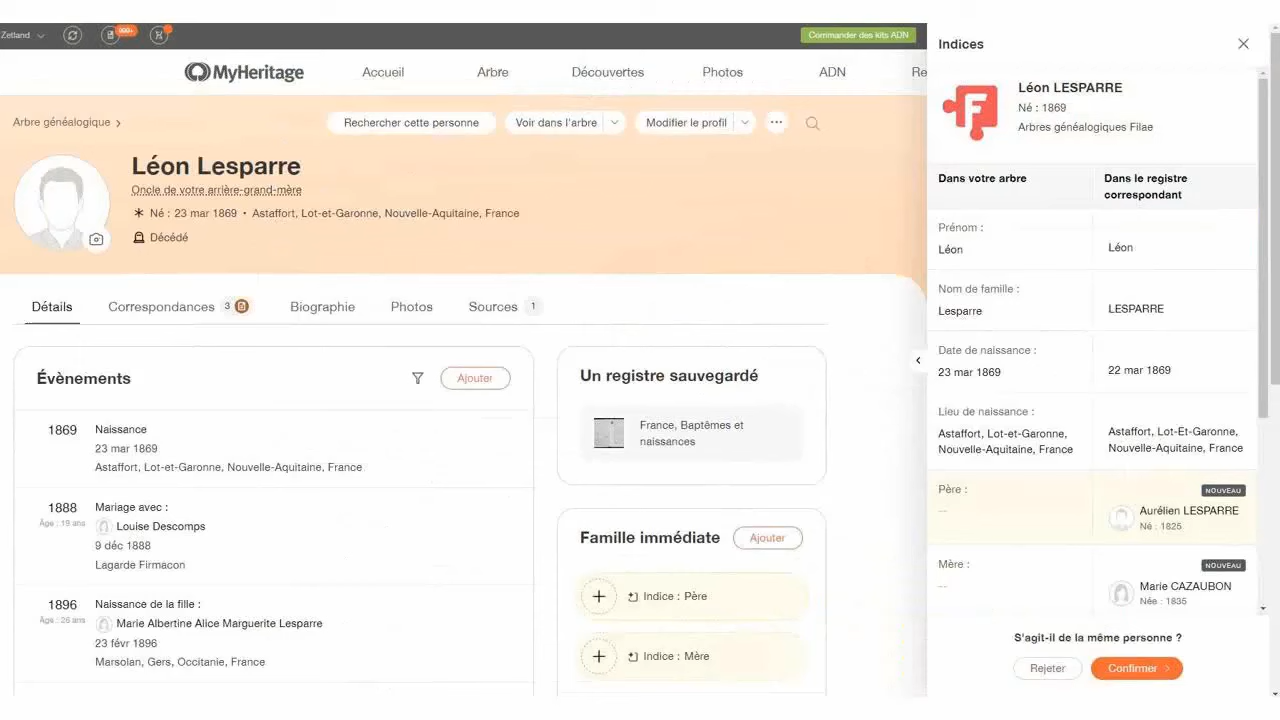 Zetland
999+
Commander des kits ADN
MyHeritage
Accueil
Arbre
Découvertes
Photos
ADN
Re
Arbre généalogique
Rechercher cette personne
Voir dans l'arbre
Modifier le profil
Léon Lesparre
Oncle de votre arrière-grand-mère
Né : 23 mar 1869 • Astaffort, Lot-et-Garonne, Nouvelle-Aquitaine, France
Décédé
Détails
Correspondances 3
Biographie
Photos
Sources 1
Évènements
Ajouter
1869 Naissance
23 mar 1869
Astaffort, Lot-et-Garonne, Nouvelle-Aquitaine, France
1888 Mariage avec :
Âge : 19 ans Louise Descomps
9 déc 1888
Lagarde Firmacon
1896 Naissance de la fille :
Âge : 26 ans Marie Albertine Alice Marguerite Lesparre
23 févr 1896
Marsolan, Gers, Occitanie, France
Un registre sauvegardé
France, Baptêmes et
naissances
Famille immédiate
Ajouter
Indice : Père
Indice : Mère
Indices
F
Léon LESPARRE
Né : 1869
Arbres généalogiques Filae
Dans votre arbre
Dans le registre
correspondant
Prénom :
Léon
Léon
Nom de famille :
Lesparre
LESPARRE
Date de naissance :
23 mar 1869
22 mar 1869
Lieu de naissance :
Astaffort, Lot-et-Garonne,
Nouvelle-Aquitaine, France
Astaffort, Lot-Et-Garonne,
Nouvelle-Aquitaine, France
Père :
--
NOUVEAU
Aurélien LESPARRE
Né : 1825
Mère :
--
NOUVEAU
Marie CAZAUBON
Née : 1835
S'agit-il de la même personne ?
Rejeter
Confirmer